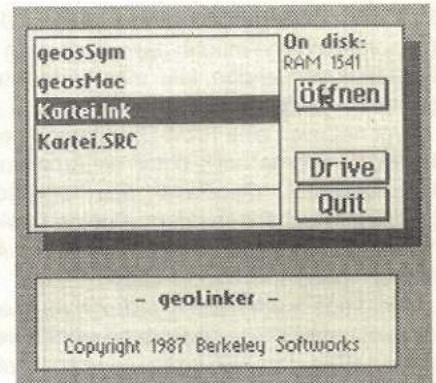 geosSym
geosMac
Kartei.lnk
Kartei.SRC
On disk:
RAM 1541
Öffnen
Drive
Quit
- geoLinker -
Copyright 1987 Berkeley Softworks